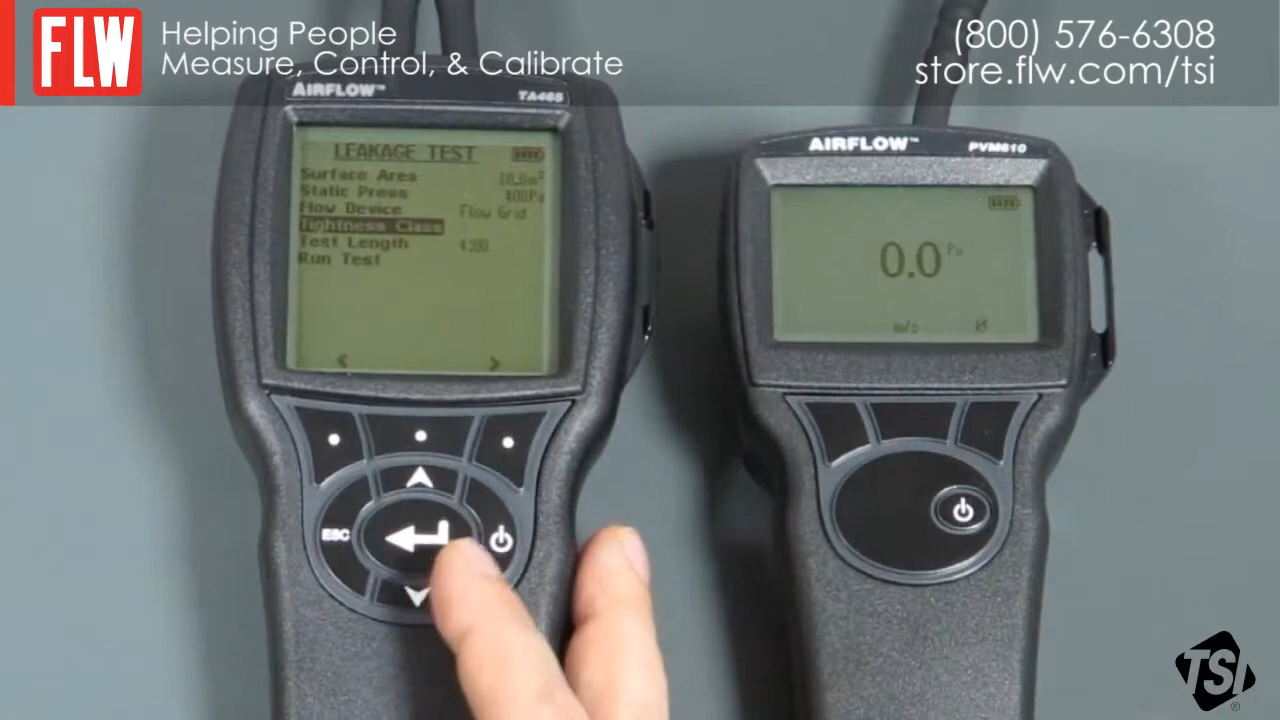 FLW
Helping People
Measure, Control, & Calibrate
(800) 576-6308
store.flw.com/tsi
AIRFLOW™ TA465
LEAKAGE TEST
Surface Area 10.0m²
Static Press 400Pa
Flow Device Flow Grid
Tightness Class
Test Length 4:00
Run Test
< >
ESC
AIRFLOW™ PVM610
0.0 Pa
m/s
TSI®